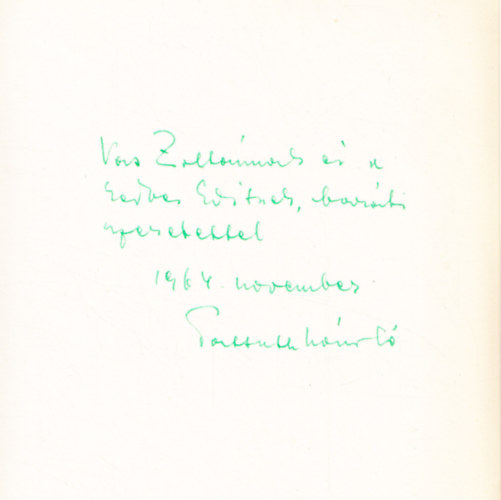 Vas Zoltánnak és a
kedves Editnek, baráti
szeretettel
1964. november
Passuth László